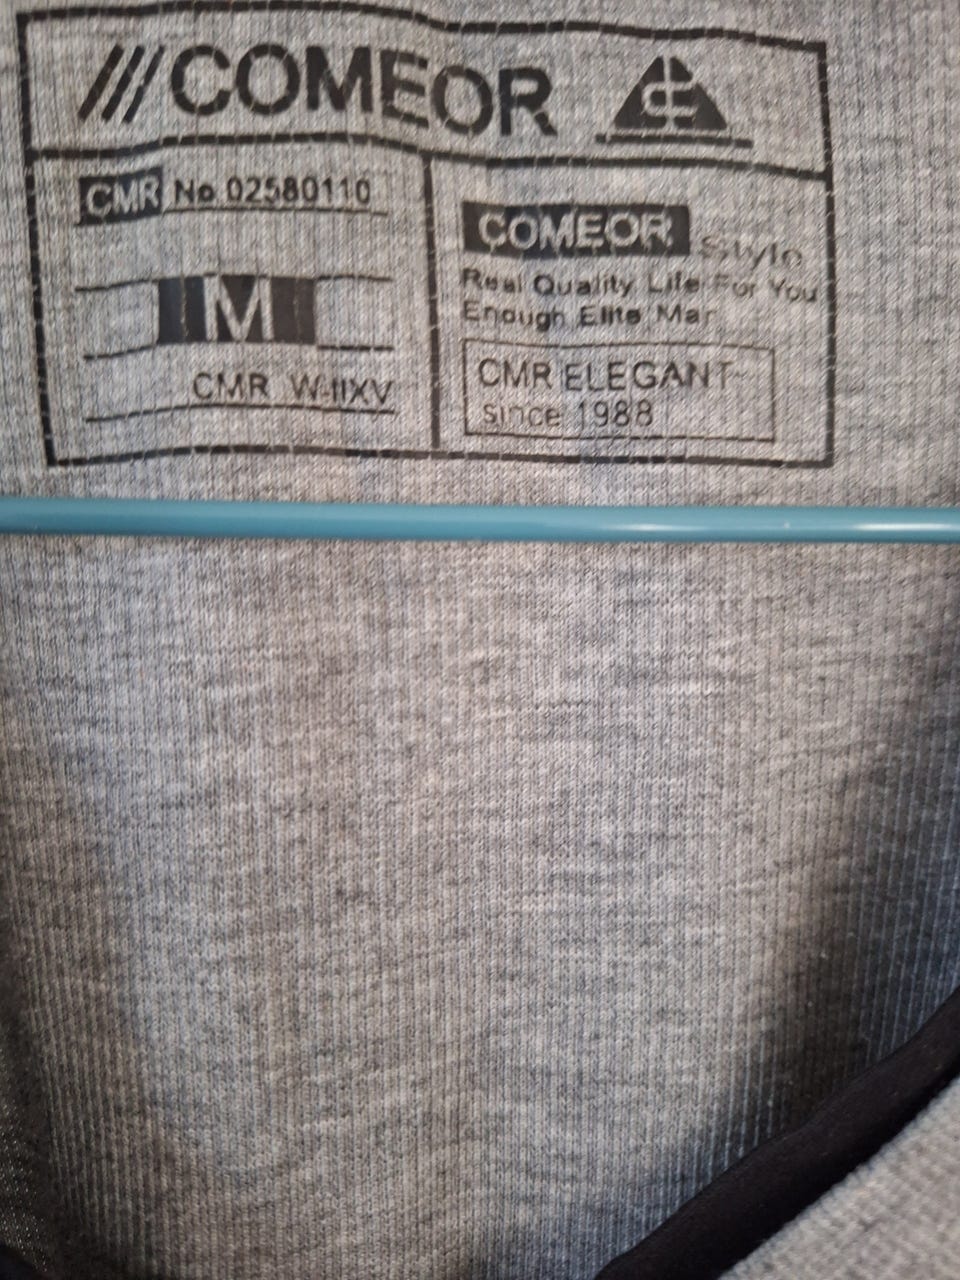 ///COMEOR
CMR No 02580110
M
CMR W-IIXV
COMEOR Style
Real Quality Life For You
Enough Elite Mar
CMR ELEGANT
since 1988